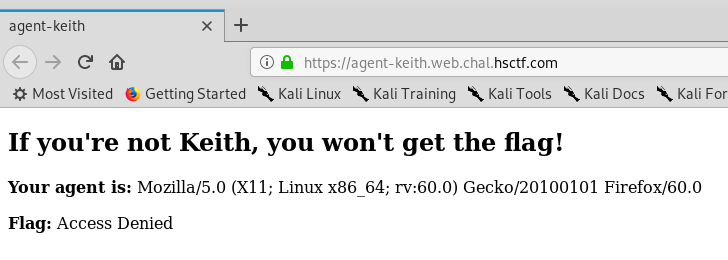 agent-keith
https://agent-keith.web.chal.hsctf.com
Most Visited Getting Started Kali Linux Kali Training Kali Tools Kali Docs Kali For
If you're not Keith, you won't get the flag!
Your agent is: Mozilla/5.0 (X11; Linux x86_64; rv:60.0) Gecko/20100101 Firefox/60.0
Flag: Access Denied